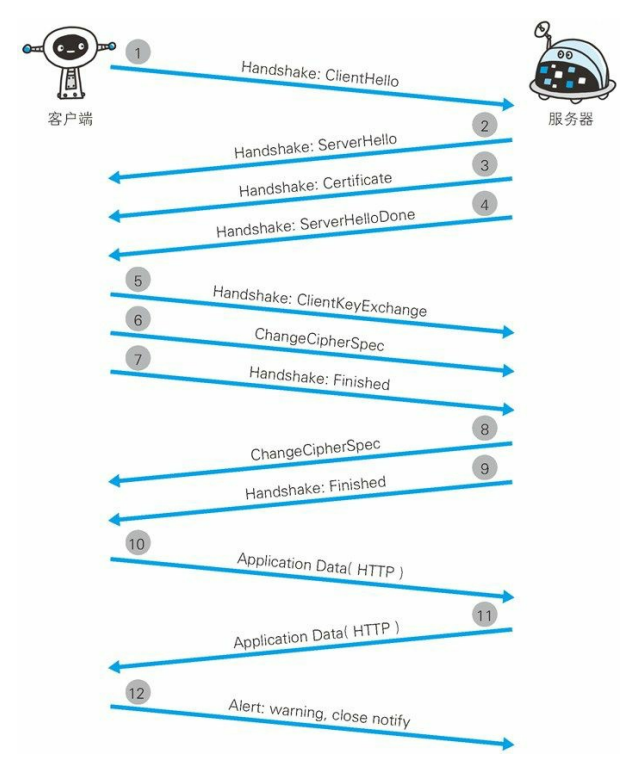 1
Handshake: ClientHello
客户端
服务器
2
Handshake: ServerHello
3
Handshake: Certificate
4
Handshake: ServerHelloDone
5
Handshake: ClientKeyExchange
6
ChangeCipherSpec
7
Handshake: Finished
8
ChangeCipherSpec
9
Handshake: Finished
10
Application Data( HTTP )
11
Application Data( HTTP )
12
Alert: warning, close notify